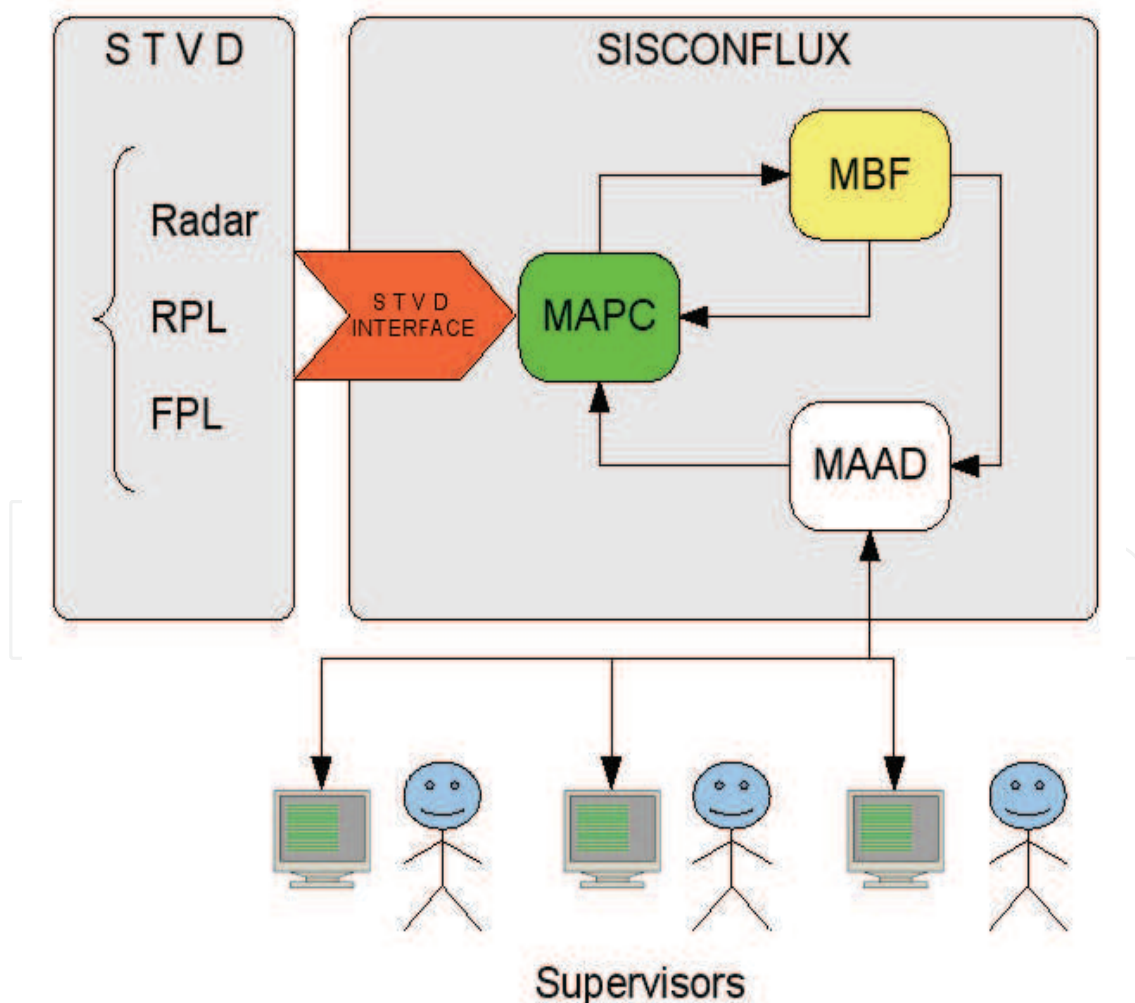 S T V D
Radar
RPL
FPL
SISCONFLUX
S T V D
INTERFACE
MAPC
MBF
MAAD
Supervisors